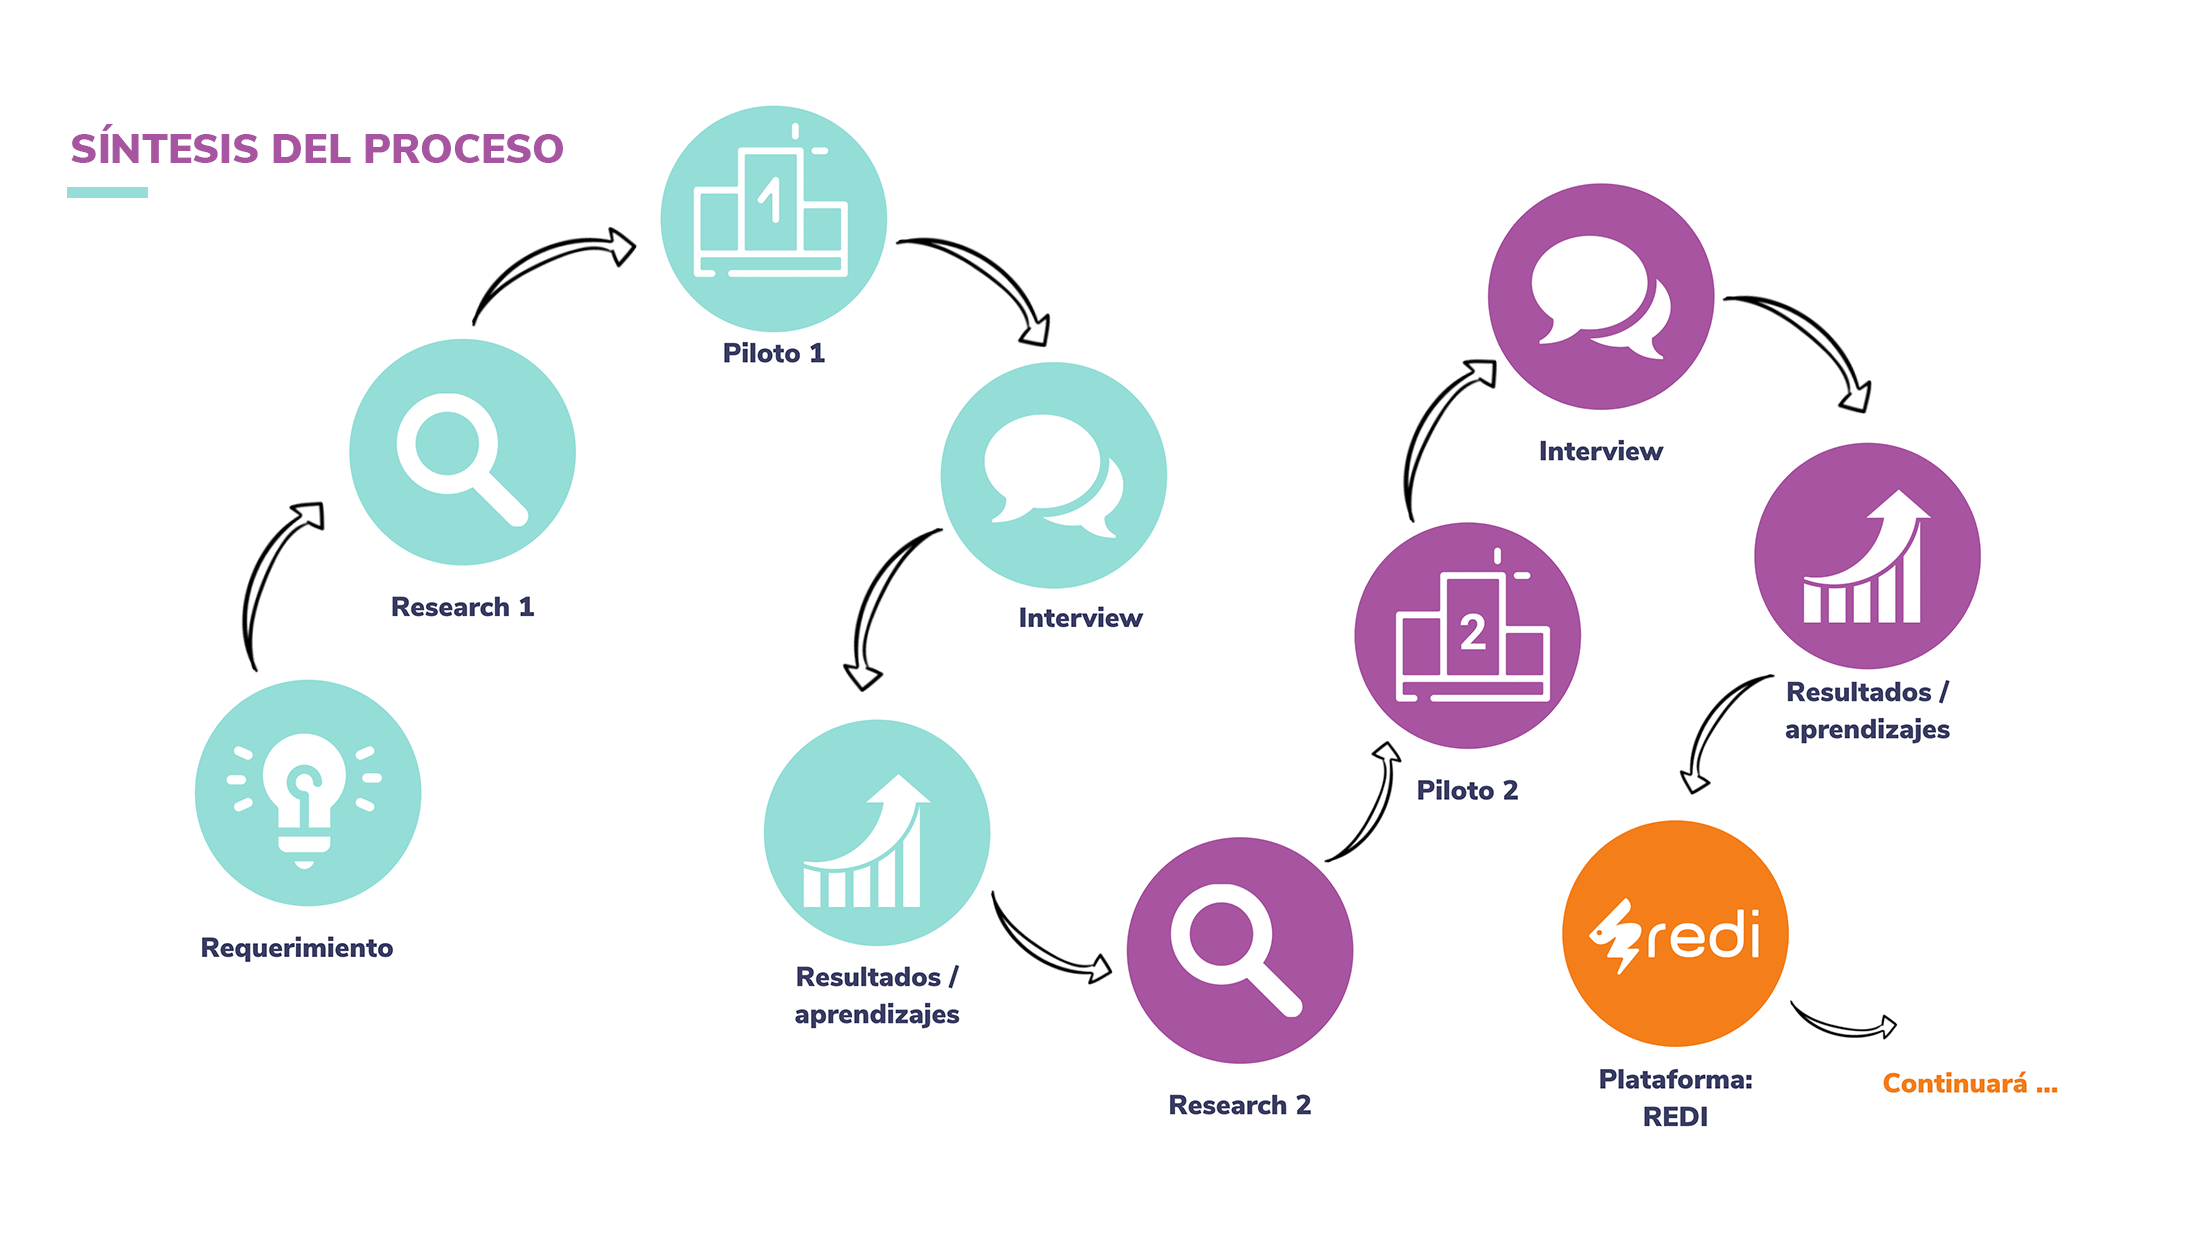 SÍNTESIS DEL PROCESO
Requerimiento
Research 1
1
Piloto 1
Interview
Resultados /
aprendizajes
Research 2
2
Piloto 2
Interview
Resultados /
aprendizajes
redi
Plataforma:
REDI
Continuará ...